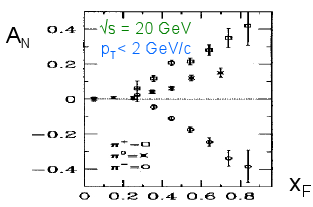 A_N
√s = 20 GeV
p_T < 2 GeV/c
0.4
0.2
0
−0.2
−0.4
π⁺−□
π⁰−×
π⁻−○
0 0.2 0.4 0.6 0.8
x_F